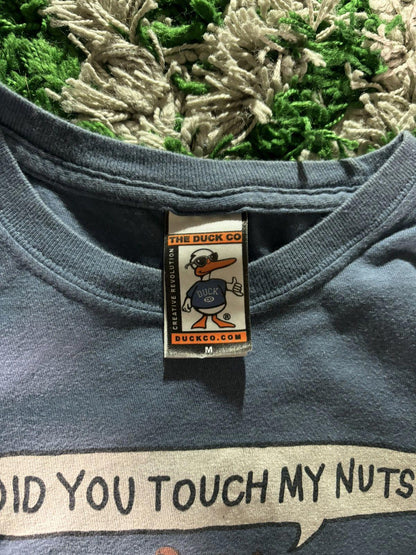 THE DUCK CO
CREATIVE REVOLUTION
DUCK
®
DUCKCO.COM
M
DID YOU TOUCH MY NUTS